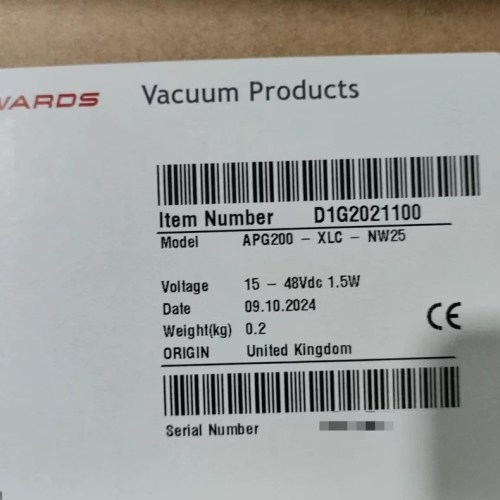 WARDS Vacuum Products
Item Number D1G2021100
Model APG200 - XLC - NW25
Voltage 15 - 48Vdc 1.5W
Date 09.10.2024
Weight(kg) 0.2
CE
ORIGIN United Kingdom
Serial Number